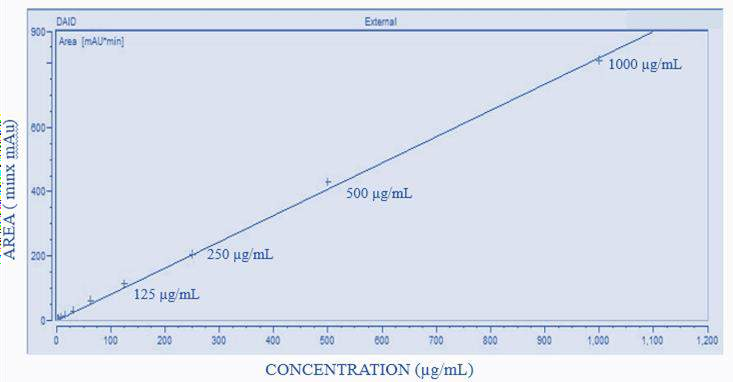 DAID
External
900
Area [mAU*min]
1000 µg/mL
600
AREA ( minx mAu)
400
500 µg/mL
250 µg/mL
200
125 µg/mL
0
0 100 200 300 400 500 600 700 800 900 1,000 1,100 1,200
CONCENTRATION (µg/mL)